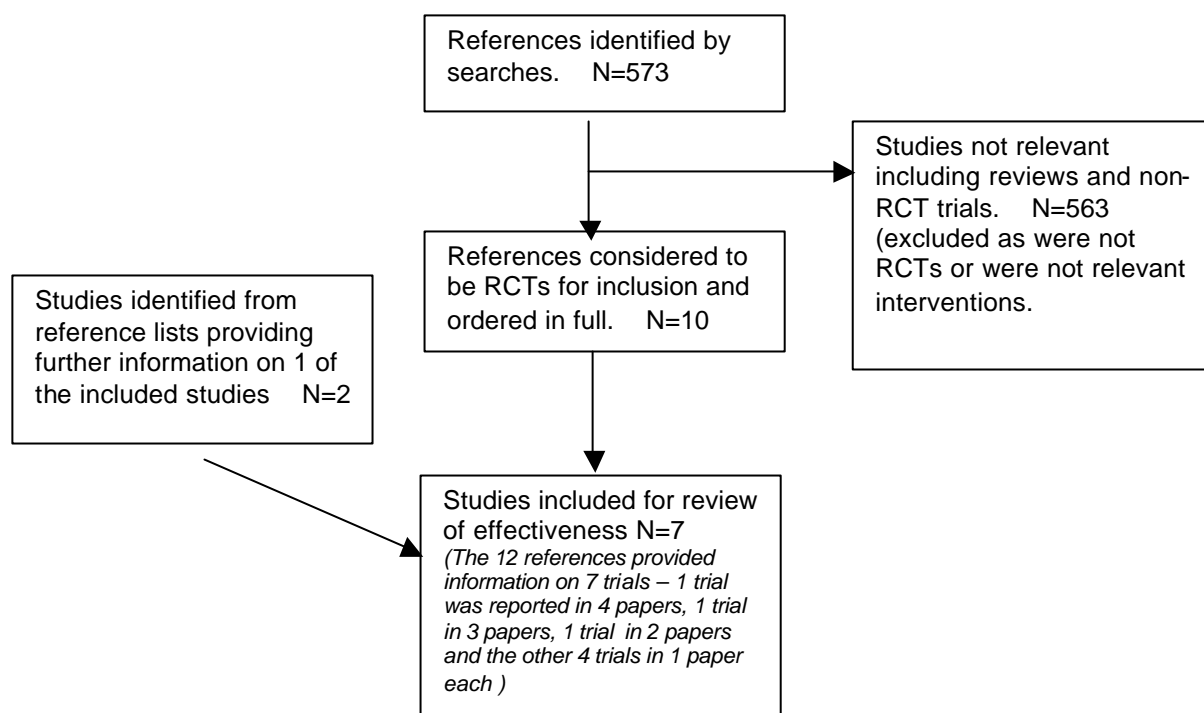 References identified by
searches. N=573
Studies not relevant
including reviews and non-
RCT trials. N=563
(excluded as were not
RCTs or were not relevant
interventions.
References considered to
be RCTs for inclusion and
ordered in full. N=10
Studies identified from
reference lists providing
further information on 1 of
the included studies N=2
Studies included for review
of effectiveness N=7
(The 12 references provided
information on 7 trials – 1 trial
was reported in 4 papers, 1 trial
in 3 papers, 1 trial in 2 papers
and the other 4 trials in 1 paper
each )